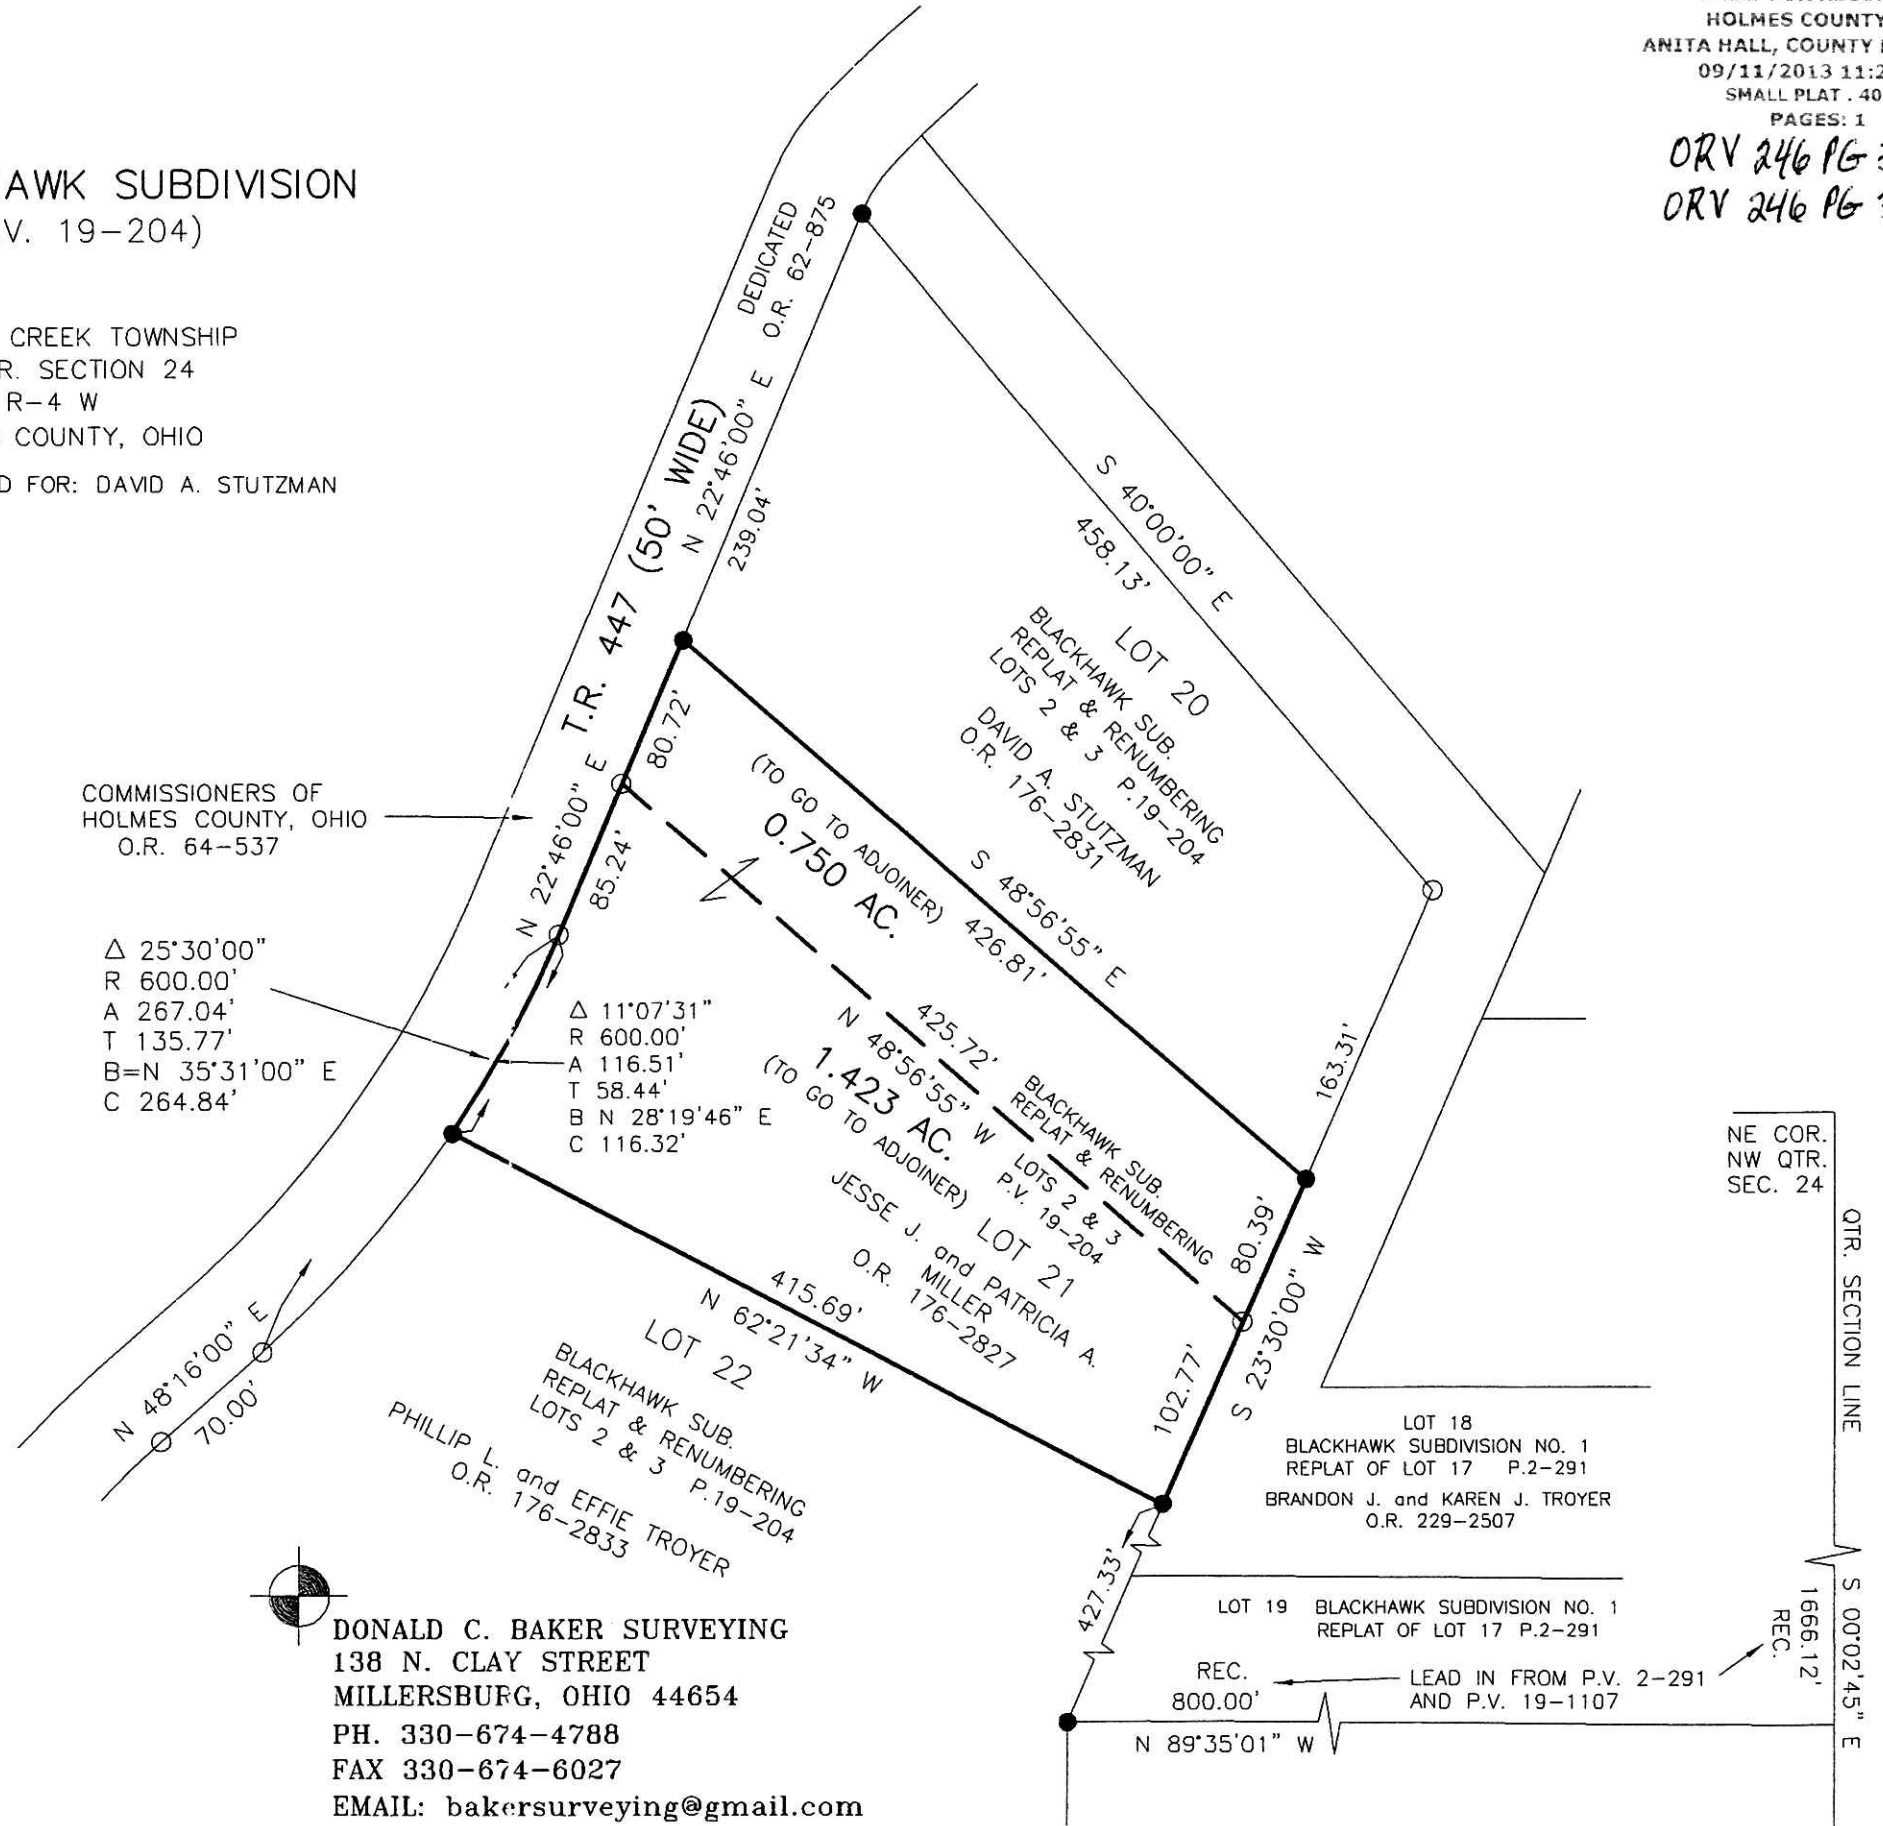 HOLMES COUNTY
ANITA HALL, COUNTY
09/11/2013 11:2
SMALL PLAT . 40
PAGES: 1
ORV 246 PG
ORV 246 PG
AWK SUBDIVISION
V. 19-204)
CREEK TOWNSHIP
R. SECTION 24
R-4 W
COUNTY, OHIO
D FOR: DAVID A. STUTZMAN
DEDICATED
O.R. 62-875
T.R. 447 (50' WIDE)
N 22°46'00" E
239.04'
S 40°00'00" E
458.13'
LOT 20
BLACKHAWK SUB.
REPLAT & RENUMBERING
LOTS 2 & 3 P.19-204
DAVID A. STUTZMAN
O.R. 176-2831
80.72'
N 22°46'00" E
85.24'
COMMISSIONERS OF
HOLMES COUNTY, OHIO
O.R. 64-537
(TO GO TO ADJOINER)
0.750 AC.
S 48°56'55" E
426.81'
163.31'
Δ 25°30'00"
R 600.00'
A 267.04'
T 135.77'
B=N 35°31'00" E
C 264.84'
Δ 11°07'31"
R 600.00'
A 116.51'
T 58.44'
B N 28°19'46" E
C 116.32'
425.72'
N 48°56'55" W
1.423 AC.
(TO GO TO ADJOINER)
BLACKHAWK SUB.
REPLAT & RENUMBERING
LOTS 2 & 3
P.V. 19-204
LOT 21
JESSE J. and PATRICIA A.
MILLER
O.R. 176-2827
80.39'
S 23°30'00" W
102.77'
NE COR.
NW QTR.
SEC. 24
QTR. SECTION LINE
415.69'
N 62°21'34" W
LOT 22
BLACKHAWK SUB.
REPLAT & RENUMBERING
LOTS 2 & 3 P.19-204
PHILLIP L. and EFFIE TROYER
O.R. 176-2833
N 48°16'00" E
70.00'
LOT 18
BLACKHAWK SUBDIVISION NO. 1
REPLAT OF LOT 17 P.2-291
BRANDON J. and KAREN J. TROYER
O.R. 229-2507
427.33'
LOT 19 BLACKHAWK SUBDIVISION NO. 1
REPLAT OF LOT 17 P.2-291
S 00°02'45" E
1666.12'
REC.
REC.
800.00'
LEAD IN FROM P.V. 2-291
AND P.V. 19-1107
N 89°35'01" W
DONALD C. BAKER SURVEYING
138 N. CLAY STREET
MILLERSBURG, OHIO 44654
PH. 330-674-4788
FAX 330-674-6027
EMAIL: bakersurveying@gmail.com